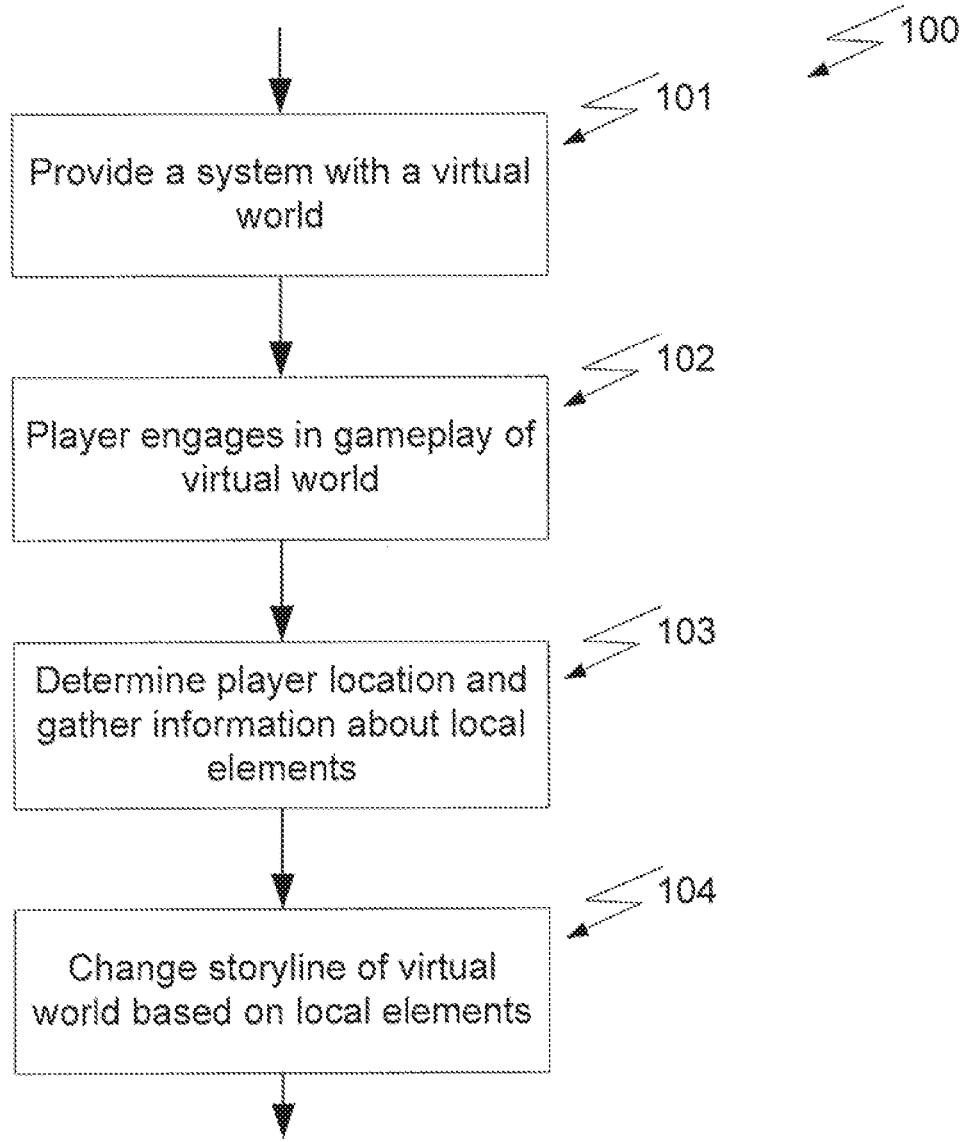 100
101
Provide a system with a virtual
world
102
Player engages in gameplay of
virtual world
103
Determine player location and
gather information about local
elements
104
Change storyline of virtual
world based on local elements